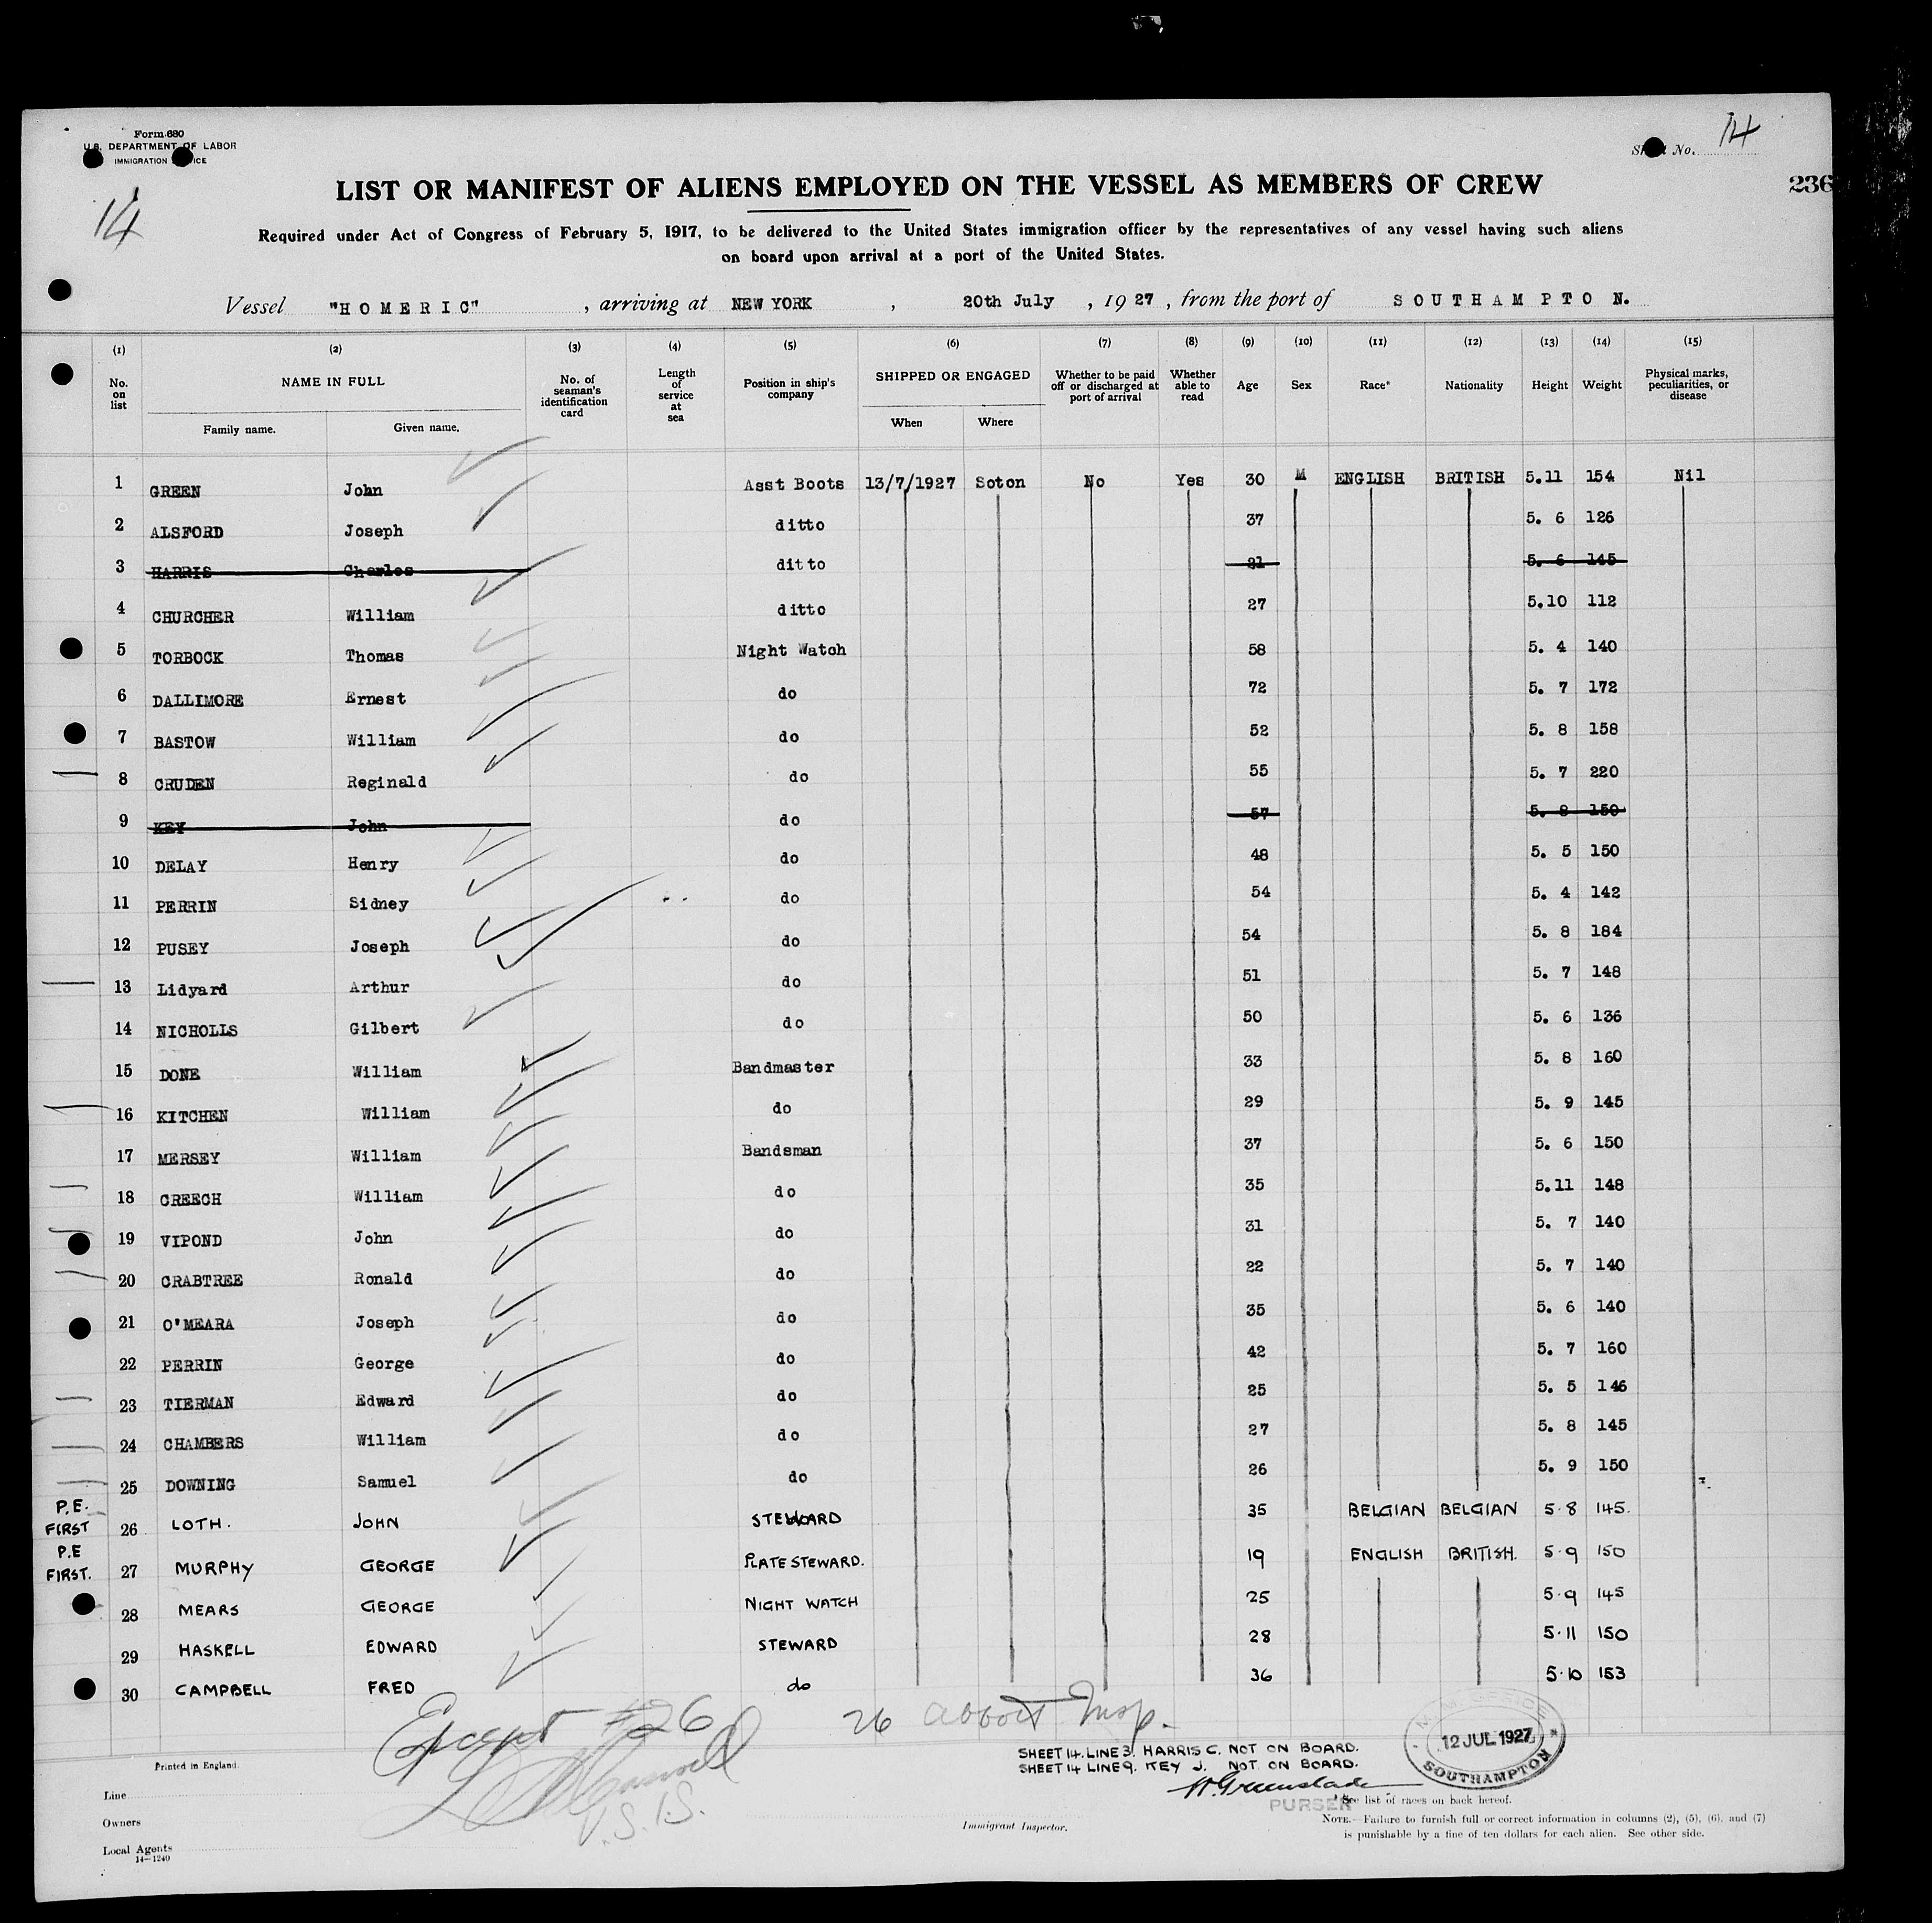 Form 680
U.S. DEPARTMENT OF LABOR
IMMIGRATION
14
Sheet No. 14
236
LIST OR MANIFEST OF ALIENS EMPLOYED ON THE VESSEL AS MEMBERS OF CREW
Required under Act of Congress of February 5, 1917, to be delivered to the United States immigration officer by the representatives of any vessel having such aliens
on board upon arrival at a port of the United States.
Vessel "HOMERIC" , arriving at NEW YORK , 20th July , 1927 , from the port of SOUTHAMPTON.
(1) (2) (3) (4) (5) (6) (7) (8) (9) (10) (11) (12) (13) (14) (15)
No. on list NAME IN FULL Family name. Given name. No. of seaman's identification card Length of service at sea Position in ship's company SHIPPED OR ENGAGED When Where Whether to be paid off or discharged at port of arrival Whether able to read Age Sex Race* Nationality Height Weight Physical marks, peculiarities, or disease
1 GREEN John Asst Boots 13/7/1927 Soton No Yes 30 M ENGLISH BRITISH 5.11 154 Nil
2 ALSFORD Joseph ditto 37 5. 6 126
3 HARRIS Charles ditto 21 5. 6 145
4 CHURCHER William ditto 27 5.10 112
5 TORBOCK Thomas Night Watch 58 5. 4 140
6 DALLIMORE Ernest do 72 5. 7 172
7 BASTOW William do 52 5. 8 158
8 CRUDEN Reginald do 55 5. 7 220
9 KEY John do 57 5. 8 150
10 DELAY Henry do 48 5. 5 150
11 PERRIN Sidney do 54 5. 4 142
12 PUSEY Joseph do 54 5. 8 184
13 Lidyard Arthur do 51 5. 7 148
14 NICHOLLS Gilbert do 50 5. 6 136
15 DONE William Bandmaster 33 5. 8 160
16 KITCHEN William do 29 5. 9 145
17 MERSEY William Bandsman 37 5. 6 150
18 CREECH William do 35 5.11 148
19 VIPOND John do 31 5. 7 140
20 CRABTREE Ronald do 22 5. 7 140
21 O'MEARA Joseph do 35 5. 6 140
22 PERRIN George do 42 5. 7 160
23 TIERMAN Edward do 25 5. 5 146
24 CHAMBERS William do 27 5. 8 145
25 DOWNING Samuel do 26 5. 9 150
P.E. FIRST 26 LOTH. JOHN STEWARD 35 BELGIAN BELGIAN 5·8 145.
P.E FIRST. 27 MURPHY GEORGE PLATE STEWARD. 19 ENGLISH BRITISH. 5·9 150
28 MEARS GEORGE NIGHT WATCH 25 5·9 145
29 HASKELL EDWARD STEWARD 28 5·11 150
30 CAMPBELL FRED do 36 5·10 153
Except #26
26 Abbott Insp.
SHEET 14. LINE 3. HARRIS C. NOT ON BOARD.
SHEET 14 LINE 9. KEY J. NOT ON BOARD.
W. Greenslade
PURSER
12 JUL 1927
SOUTHAMPTON
Printed in England.
Line
Owners
Local Agents
14—1240
Immigrant Inspector.
* See list of races on back hereof.
NOTE.—Failure to furnish full or correct information in columns (2), (5), (6), and (7)
is punishable by a fine of ten dollars for each alien. See other side.